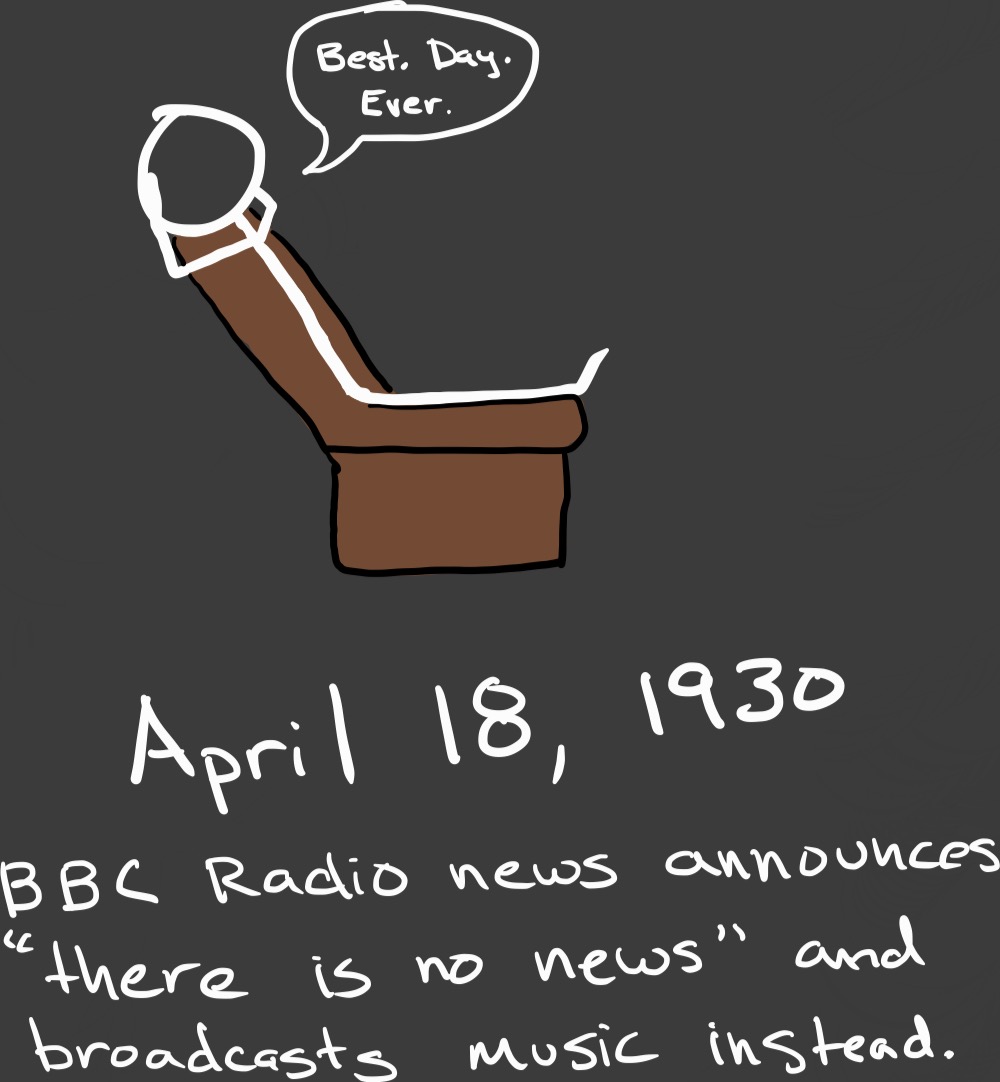 Best. Day.
Ever.
April 18, 1930
BBC Radio news announces
"there is no news" and
broadcasts music instead.